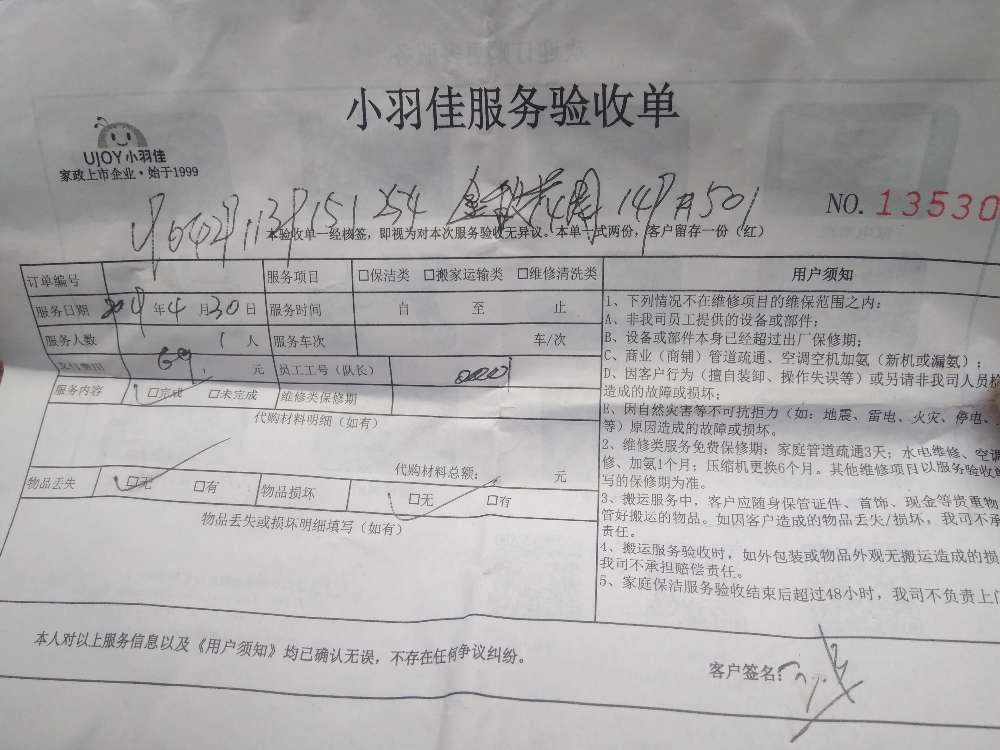 小羽佳服务验收单
UJOY小羽佳
家政上市企业·始于1999
14P A501
NO. 13530
本验收单一经核签，即视为对本次服务验收无异议。本单一式两份，客户留存一份（红）
订单编号 服务项目 □保洁类 □搬家运输类 □维修清洗类
服务日期 年4月30日 服务时间 自 至 止
服务人数 1人 服务车次 车/次
支付费用 69 元 员工工号（队长）
服务内容 □完成 □未完成 维修类保修期
代购材料明细（如有）
代购材料总额： 元
物品丢失 □无 □有 物品损坏 □无 □有
物品丢失或损坏明细填写（如有）
用户须知
1、下列情况不在维修项目的维保范围之内：
A、非我司员工提供的设备或部件；
B、设备或部件本身已经超过出厂保修期；
C、商业（商铺）管道疏通、空调空机加氨（新机或漏氨）；
D、因客户行为（擅自装卸、操作失误等）或另请非我司人员检
造成的故障或损坏；
E、因自然灾害等不可抗拒力（如：地震、雷电、火灾、停电、
等）原因造成的故障或损坏。
2、维修类服务免费保修期：家庭管道疏通3天；水电维修、空调
修、加氨1个月；压缩机更换6个月。其他维修项目以服务验收单
写的保修期为准。
3、搬运服务中，客户应随身保管证件、首饰、现金等贵重物
管好搬运的物品。如因客户造成的物品丢失/损坏，我司不承
责任。
4、搬运服务验收时，如外包装或物品外观无搬运造成的损
我司不承担赔偿责任。
5、家庭保洁服务验收结束后超过48小时，我司不负责上门
本人对以上服务信息以及《用户须知》均已确认无误，不存在任何争议纠纷。
客户签名：